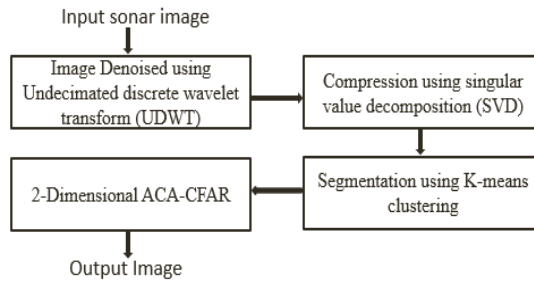 Input sonar image
Image Denoised using
Undecimated discrete wavelet
transform (UDWT)
Compression using singular
value decomposition (SVD)
Segmentation using K-means
clustering
2-Dimensional ACA-CFAR
Output Image